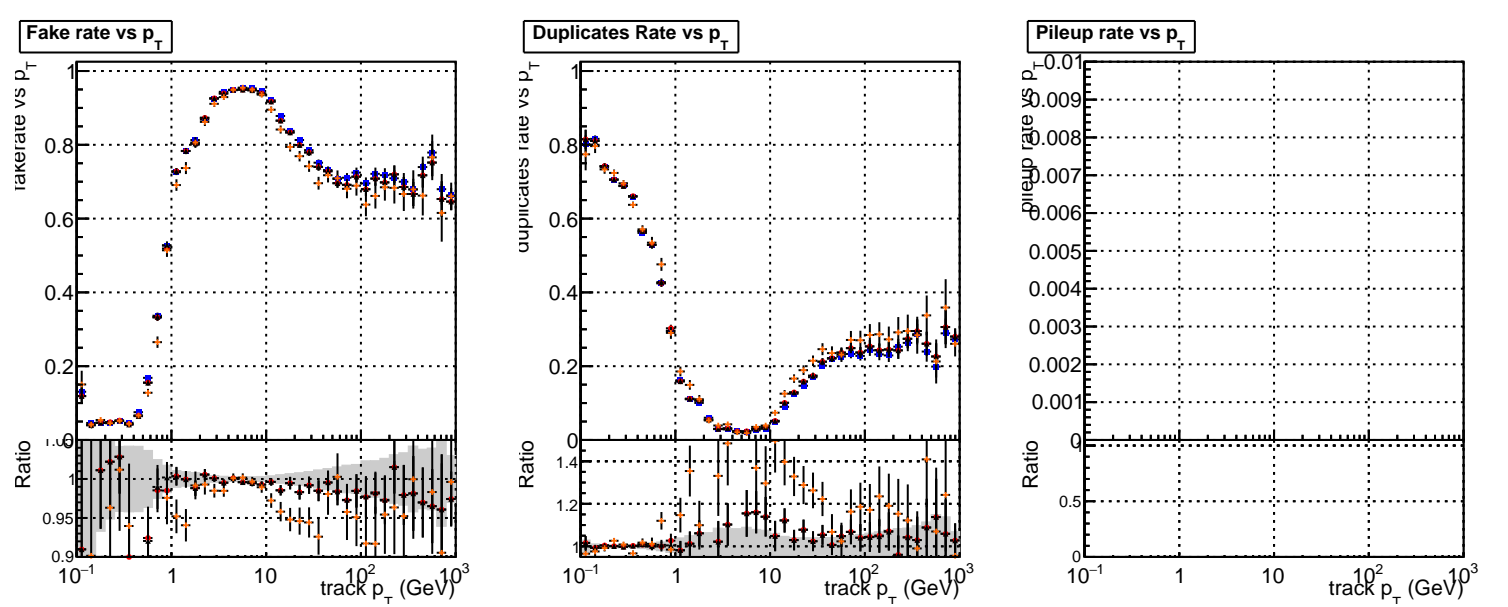 Fake rate vs p_T
fakerate vs p_T
1
0.8
0.6
0.4
0.2
0
Ratio
1
0.95
0.9
10^−1 1 10 10^2 10^3
track p_T (GeV)
Duplicates Rate vs p_T
duplicates rate vs p_T
1
0.8
0.6
0.4
0.2
0
Ratio
1.4
1.2
1
10^−1 1 10 10^2 10^3
track p_T (GeV)
Pileup rate vs p_T
pileup rate vs p_T
0.01
0.009
0.008
0.007
0.006
0.005
0.004
0.003
0.002
0.001
0
Ratio
1
0.5
0
10^−1 1 10 10^2 10^3
track p_T (GeV)